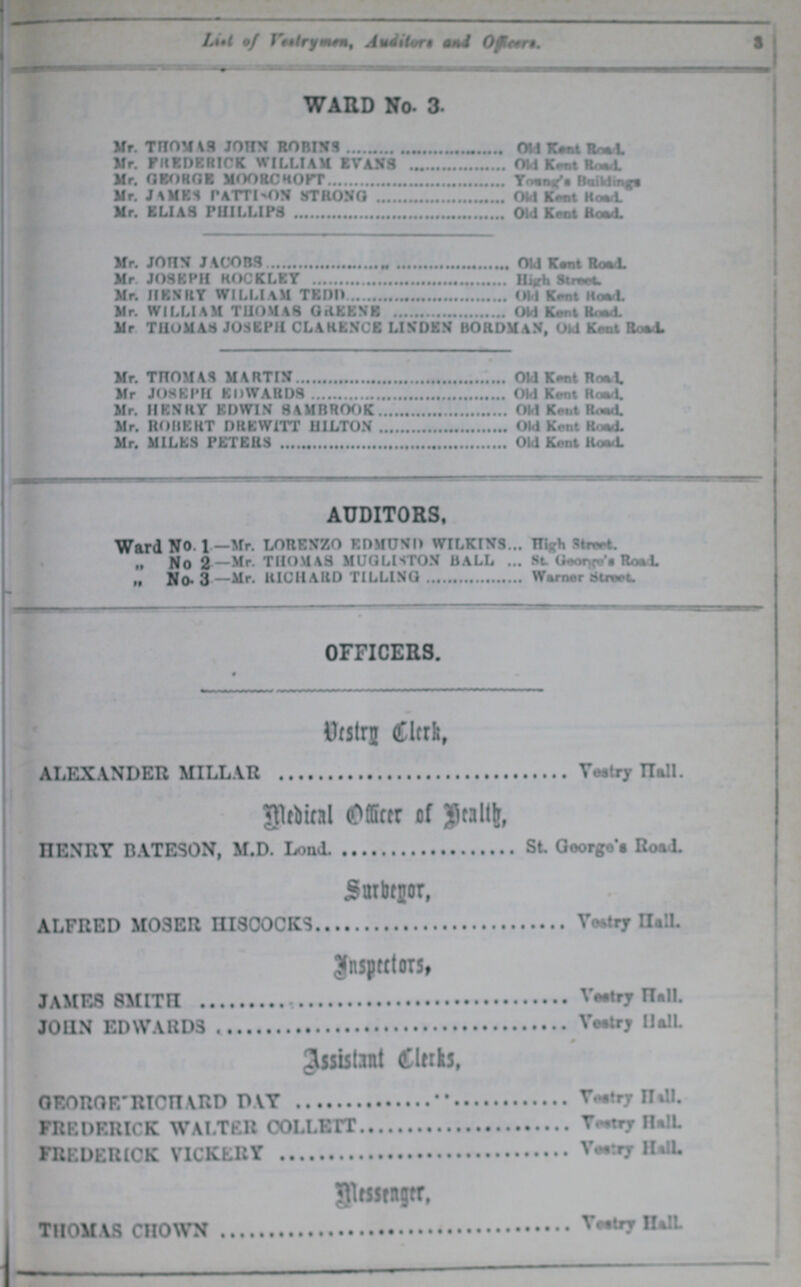 List of Vestrymen, Auditors and Officers. 3
WARD No. 3.
Mr. THOMAS JOHN ROBINS ........ Old Kent Road.
Mr. FREDERICK WILLIAM EVANS ........ Old Kent Road.
Mr. GEORGE MOORCROFT ........ Young's Buildings
Mr. JAMES PATTISON STRONG ........ Old Kent Road.
Mr. ELIAS PHILLIPS ........ Old Kent Road.
Mr. JOHN JACOBS ........ Old Kent Road.
Mr. JOSEPH ROCKLEY ........ High Street.
Mr. HENRY WILLIAM TEDD ........ Old Kent Road.
Mr. WILLIAM THOMAS GREENE ........ Old Kent Road.
Mr THOMAS JOSEPH CLARENCE LINDEN BORDMAN, Old Kent Road.
Mr. THOMAS MARTIN ........ Old Kent Road.
Mr JOSEPH EDWARDS ........ Old Kent Road.
Mr. HENRY EDWIN SAMBROOK ........ Old Kent Road.
Mr. ROBERT DREWITT HILTON ........ Old Kent Road.
Mr. MILES PETERS ........ Old Kent Road.
AUDITORS,
Ward No. 1—Mr. LORENZO EDMUND WILKINS... High Street.
„ No 2—Mr. THOMAS MUGLISTON BALL ... St. George's Road.
„ No. 3—Mr. RICHARD TILLING ........ Warner Street.
OFFICERS.
Vestry Clerk,
ALEXANDER MILLAR ........ Vestry Hall.
Medical Officer of Health,
HENRY BATESON, M.D. Lond. ........ St. George's Road.
Surveyor,
ALFRED MOSER HISCOCKS ........ Vestry Hall.
Inspectors,
JAMES SMITH ........ Vestry Hall.
JOHN EDWARDS ........ Vestry Hall.
Assistant Clerks,
GEORGE RICHARD DAY ........ Vestry Hall.
FREDERICK WALTER COLLETT ........ Vestry Hall.
FREDERICK VICKERY ........ Vestry Hall.
Messenger,
THOMAS CHOWN ........ Vestry Hall.